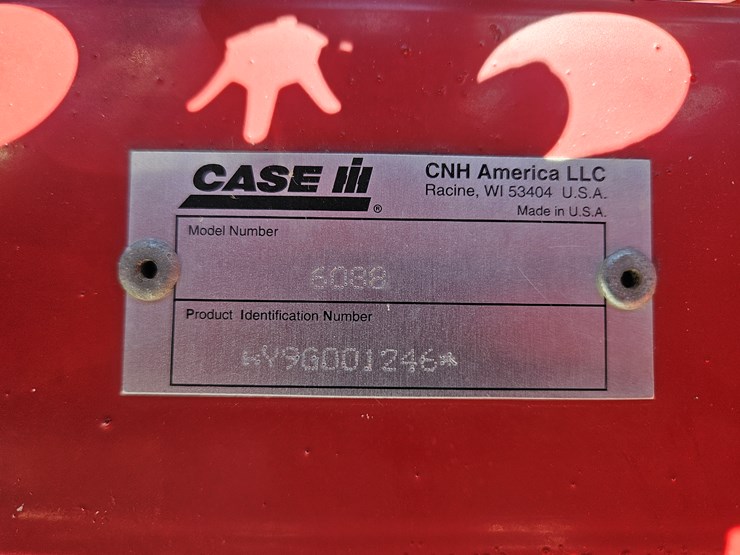 CASE IH ®
CNH America LLC
Racine, WI 53404 U.S.A.
Made in U.S.A.
Model Number
6088
Product Identification Number
*Y9G001246*